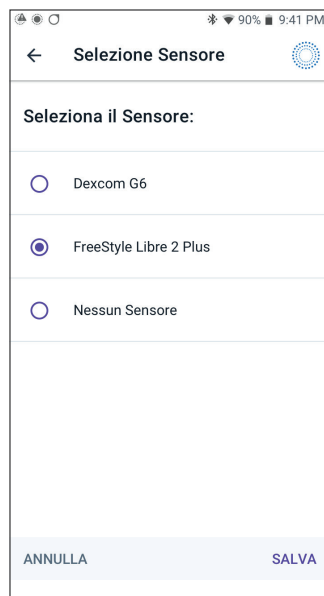 90% 9:41 PM
Selezione Sensore
Seleziona il Sensore:
Dexcom G6
FreeStyle Libre 2 Plus
Nessun Sensore
ANNULLA SALVA